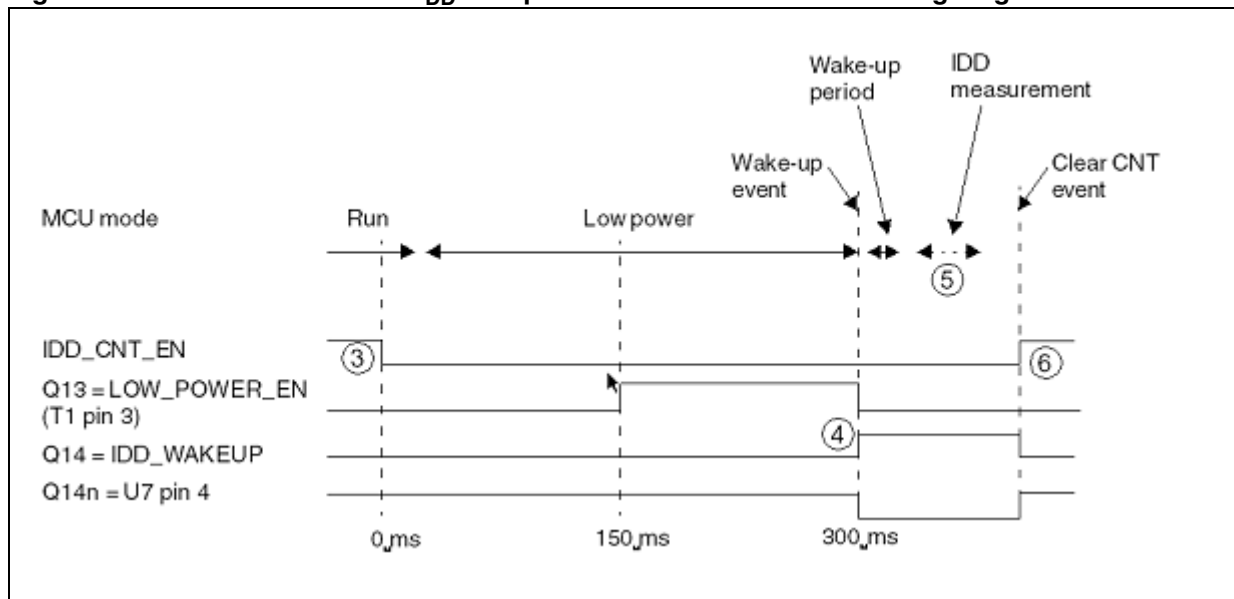 Wake-up period
IDD measurement
Wake-up event
Clear CNT event
MCU mode
Run
Low power
5
IDD_CNT_EN
3
6
Q13 = LOW_POWER_EN
(T1 pin 3)
4
Q14 = IDD_WAKEUP
Q14n = U7 pin 4
0 ms
150 ms
300 ms